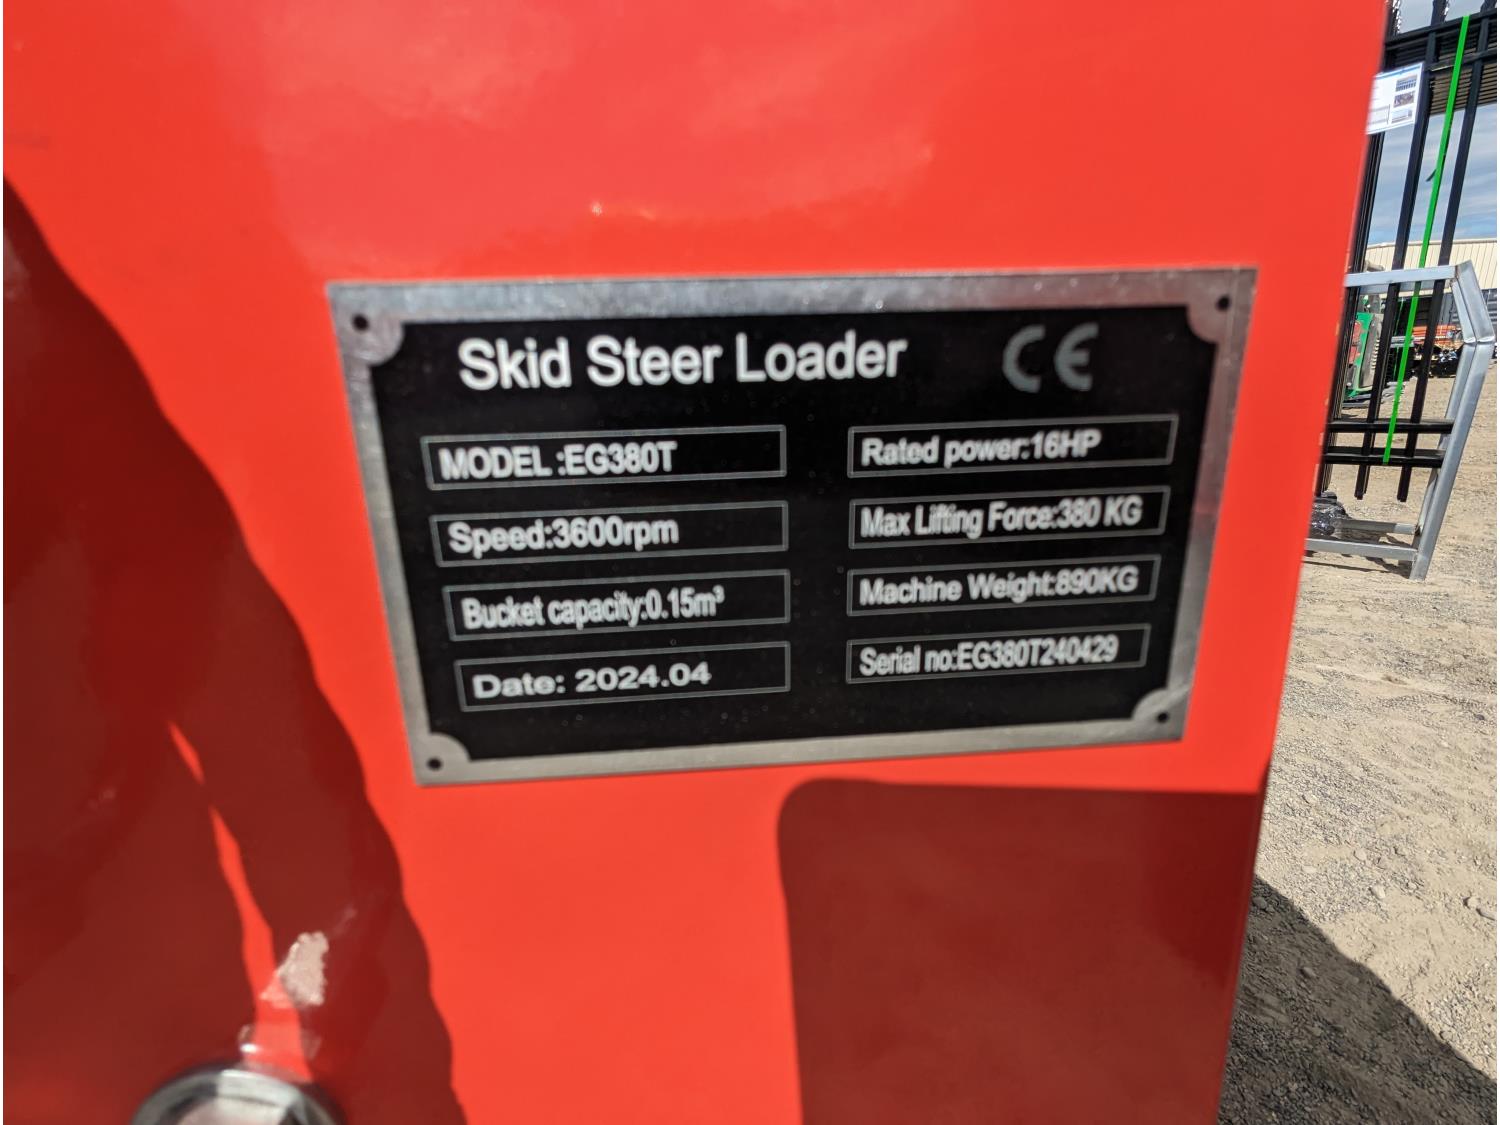 Skid Steer Loader CE
MODEL :EG380T
Rated power:16HP
Speed:3600rpm
Max Lifting Force:380 KG
Bucket capacity:0.15m³
Machine Weight:890KG
Date: 2024.04
Serial no:EG380T240429